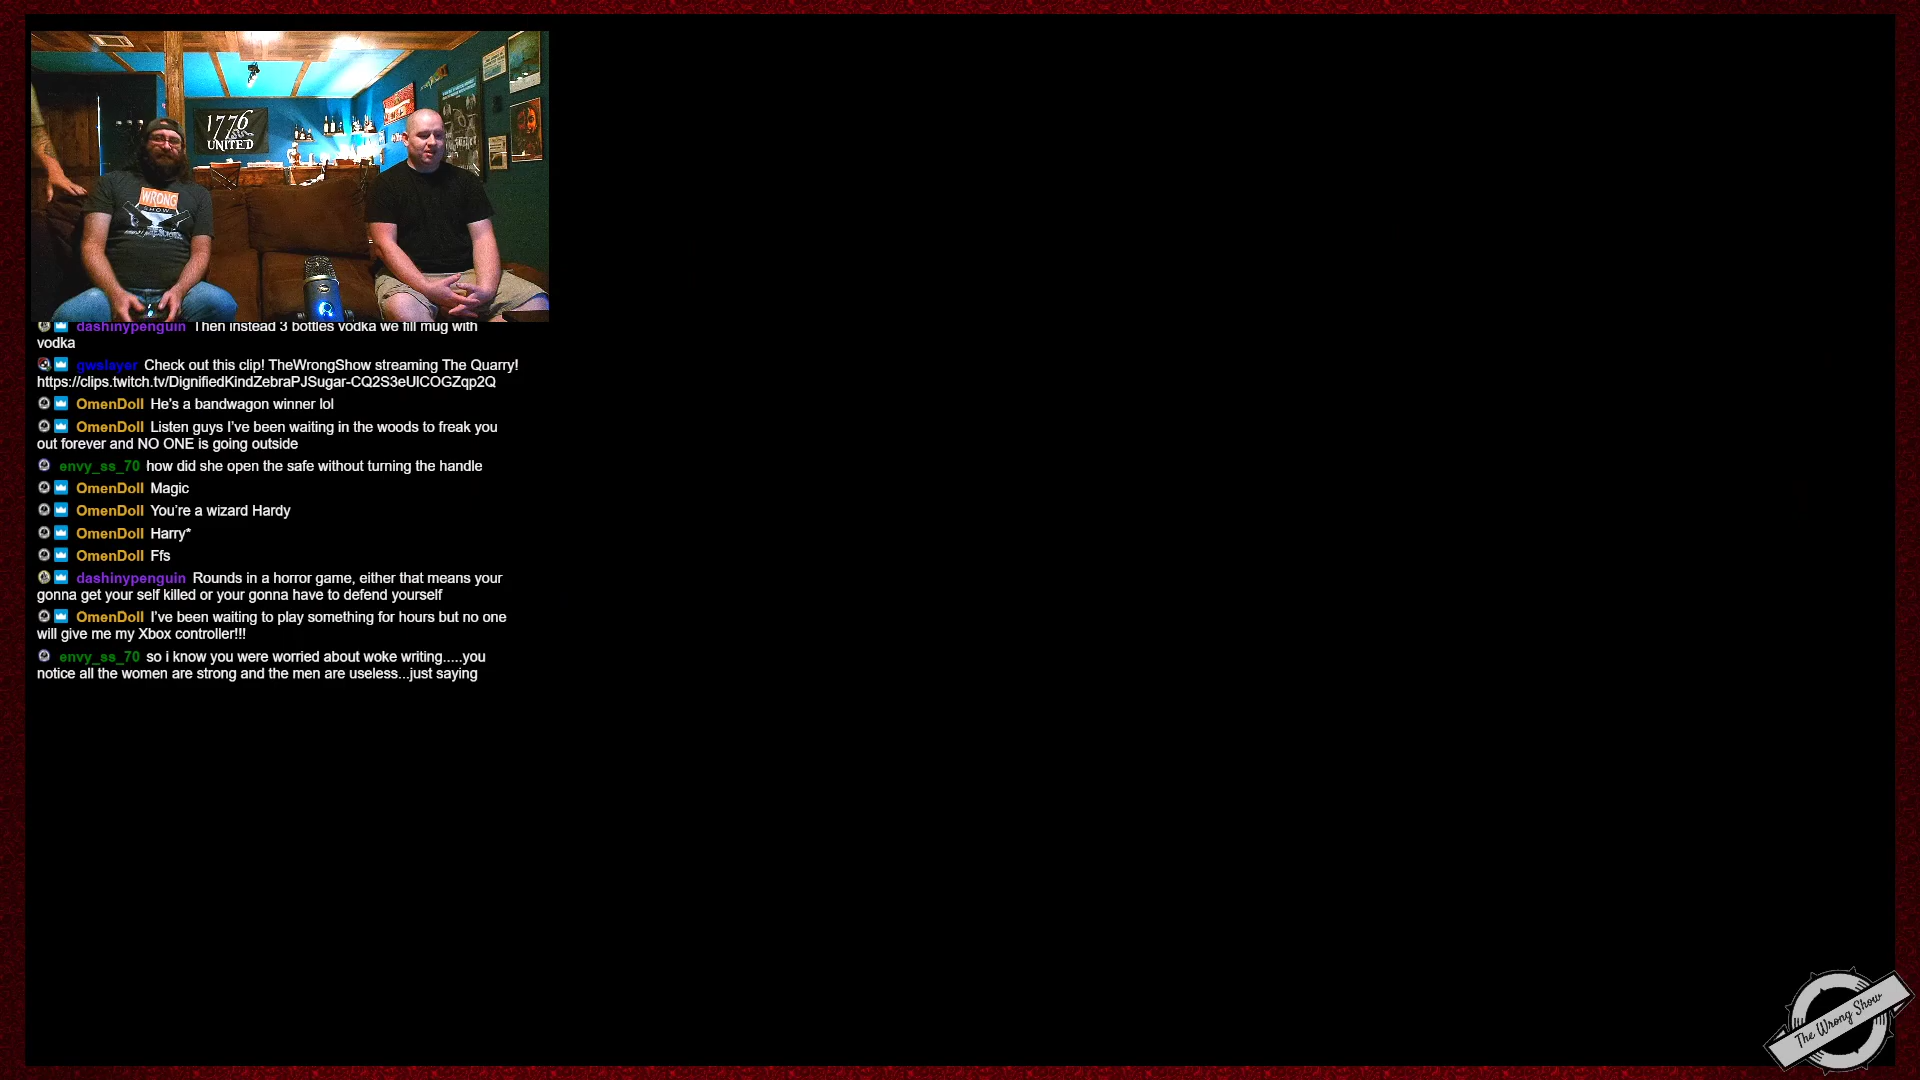 1776
UNITED
WRONG
SHOW
dashinypenguin Then instead 3 bottles vodka we fill mug with
vodka
gwslayer Check out this clip! TheWrongShow streaming The Quarry!
https://clips.twitch.tv/DignifiedKindZebraPJSugar-CQ2S3eUlCOGZqp2Q
OmenDoll He's a bandwagon winner lol
OmenDoll Listen guys I've been waiting in the woods to freak you
out forever and NO ONE is going outside
envy_ss_70 how did she open the safe without turning the handle
OmenDoll Magic
OmenDoll You're a wizard Hardy
OmenDoll Harry*
OmenDoll Ffs
dashinypenguin Rounds in a horror game, either that means your
gonna get your self killed or your gonna have to defend yourself
OmenDoll I've been waiting to play something for hours but no one
will give me my Xbox controller!!!
envy_ss_70 so i know you were worried about woke writing.....you
notice all the women are strong and the men are useless...just saying
The Wrong Show